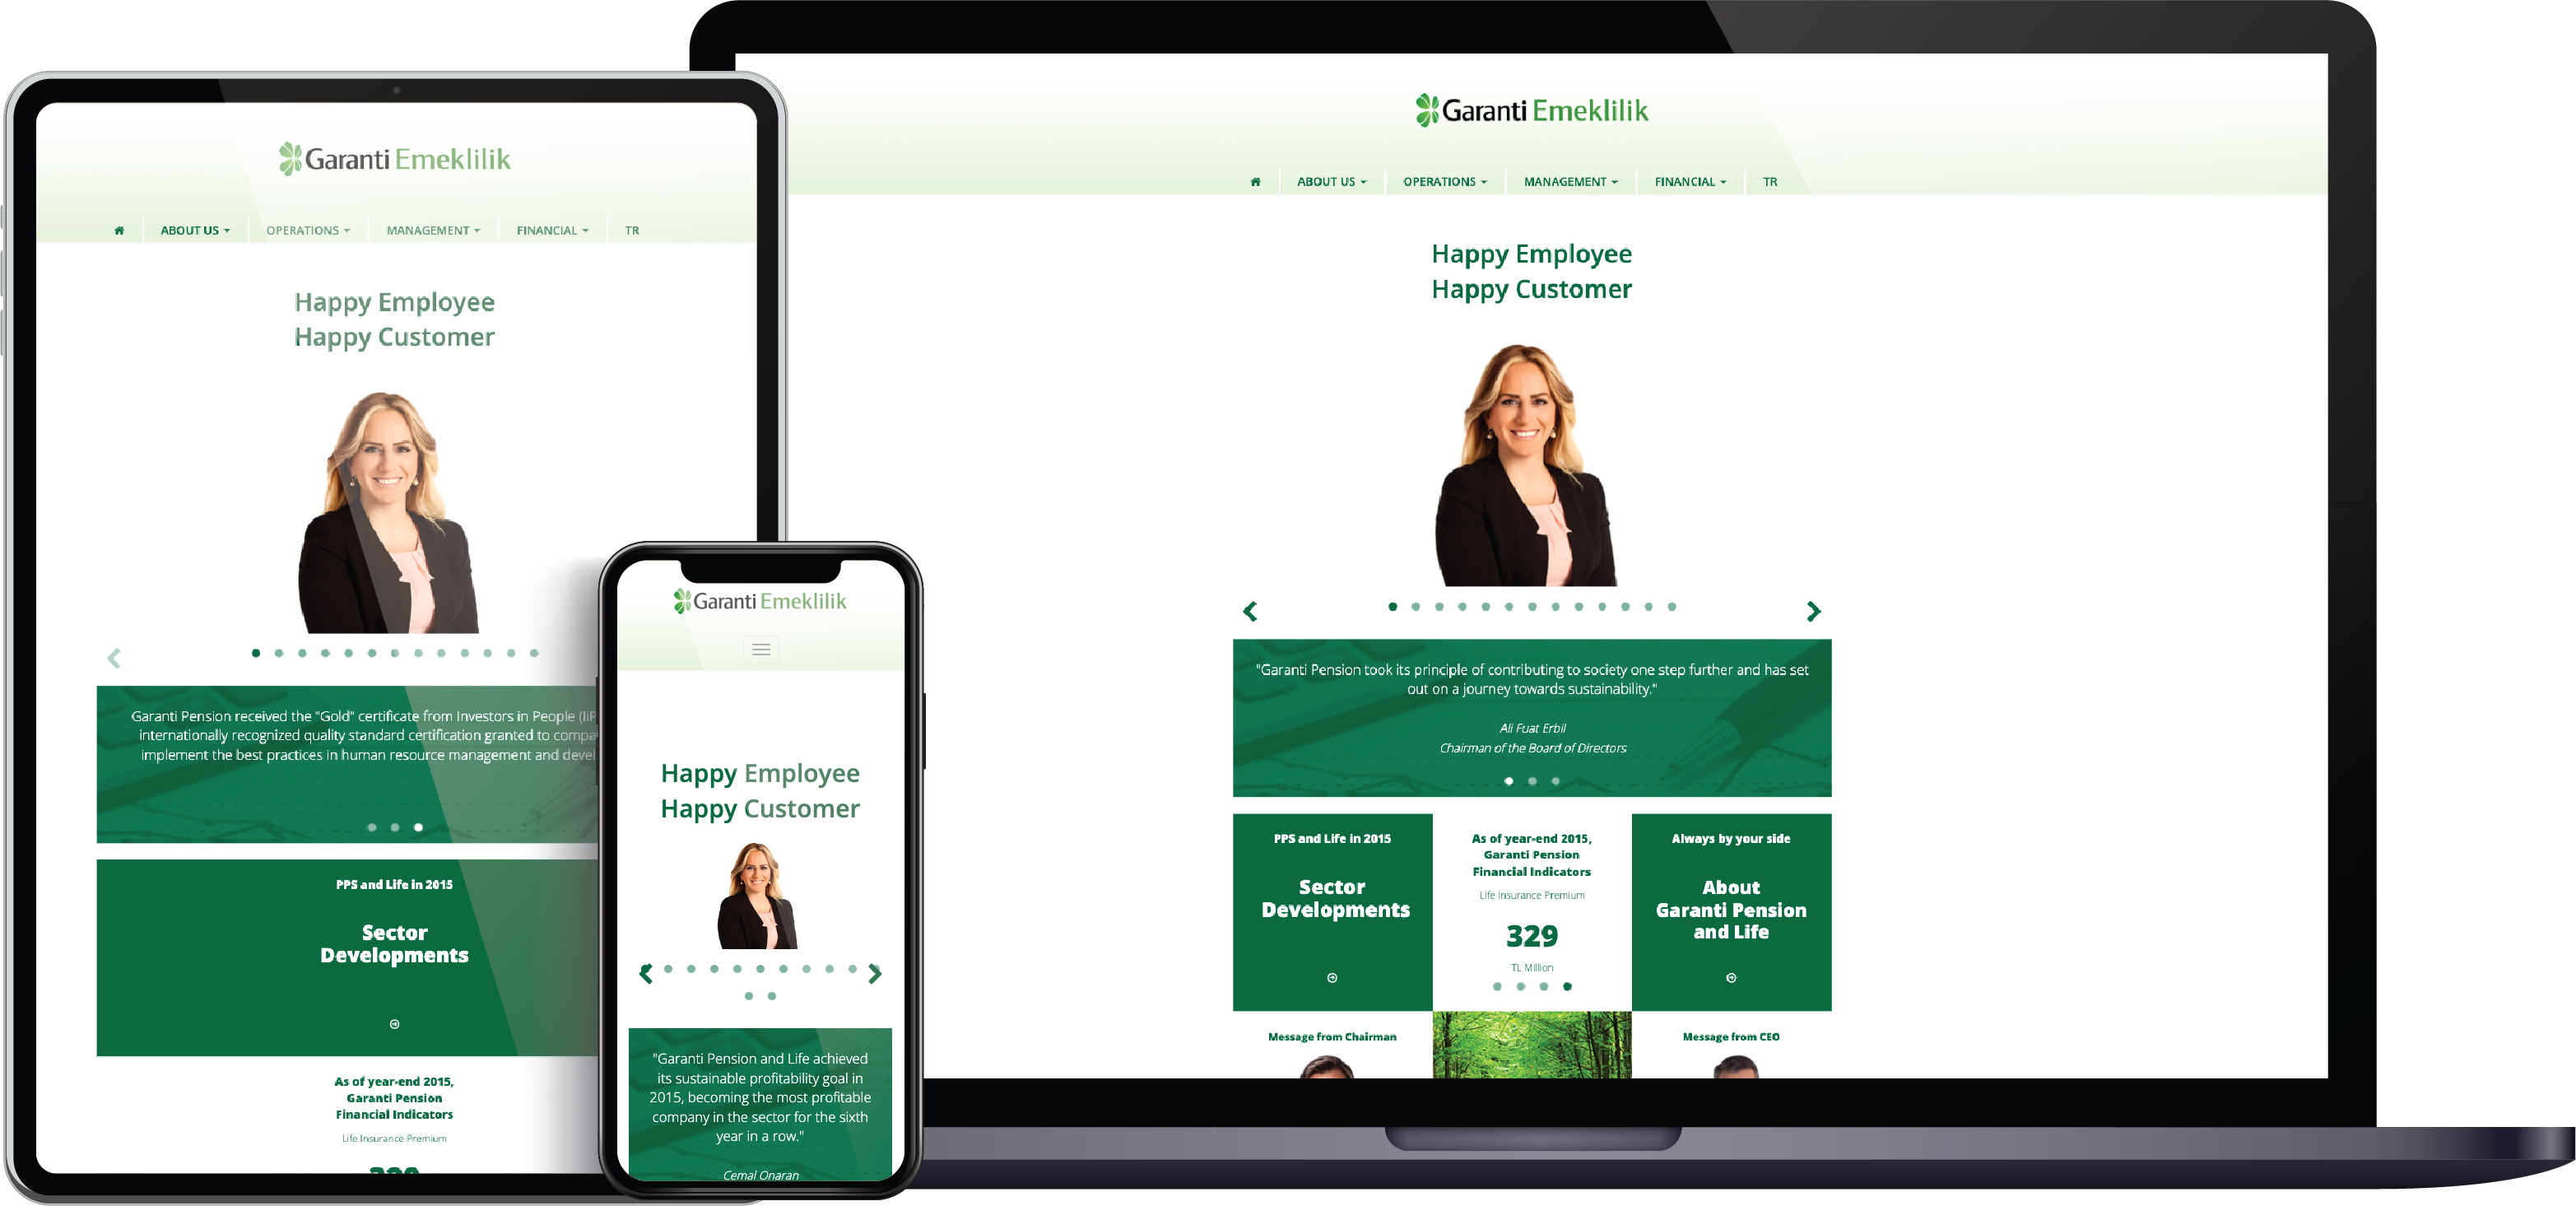 Garanti Emeklilik
ABOUT US
OPERATIONS
MANAGEMENT
FINANCIAL
TR
Happy Employee
Happy Customer
Garanti Pension received the "Gold" certificate from Investors in People (IiP
internationally recognized quality standard certification granted to compa
implement the best practices in human resource management and devel
PPS and Life in 2015
Sector
Developments
As of year-end 2015,
Garanti Pension
Financial Indicators
Life Insurance Premium
Garanti Emeklilik
Happy Employee
Happy Customer
"Garanti Pension and Life achieved
its sustainable profitability goal in
2015, becoming the most profitable
company in the sector for the sixth
year in a row."
Cemal Onaran
Garanti Emeklilik
ABOUT US
OPERATIONS
MANAGEMENT
FINANCIAL
TR
Happy Employee
Happy Customer
"Garanti Pension took its principle of contributing to society one step further and has set
out on a journey towards sustainability."
Ali Fuat Erbil
Chairman of the Board of Directors
PPS and Life in 2015
Sector
Developments
As of year-end 2015,
Garanti Pension
Financial Indicators
Life Insurance Premium
329
TL Million
Always by your side
About
Garanti Pension
and Life
Message from Chairman
Message from CEO